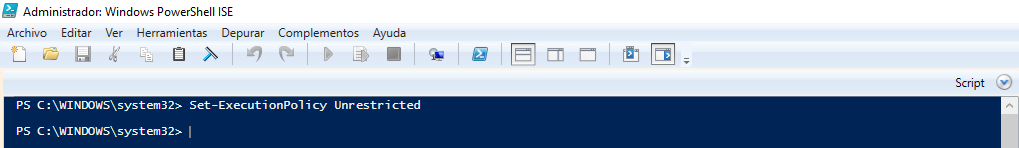 Administrador: Windows PowerShell ISE
Archivo Editar Ver Herramientas Depurar Complementos Ayuda
Script
PS C:\WINDOWS\system32> Set-ExecutionPolicy Unrestricted
PS C:\WINDOWS\system32>